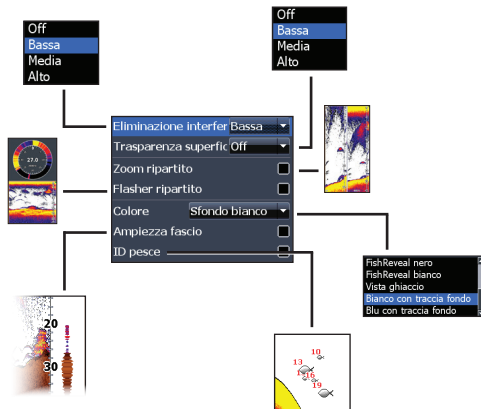 Off
Bassa
Media
Alto
Off
Bassa
Media
Alto
Eliminazione interfer Bassa
Trasparenza superfic Off
Zoom ripartito
Flasher ripartito
Colore Sfondo bianco
Ampiezza fascio
ID pesce
27.0
FishReveal nero
FishReveal bianco
Vista ghiaccio
Bianco con traccia fondo
Blu con traccia fondo
20
30
10
13
16
19